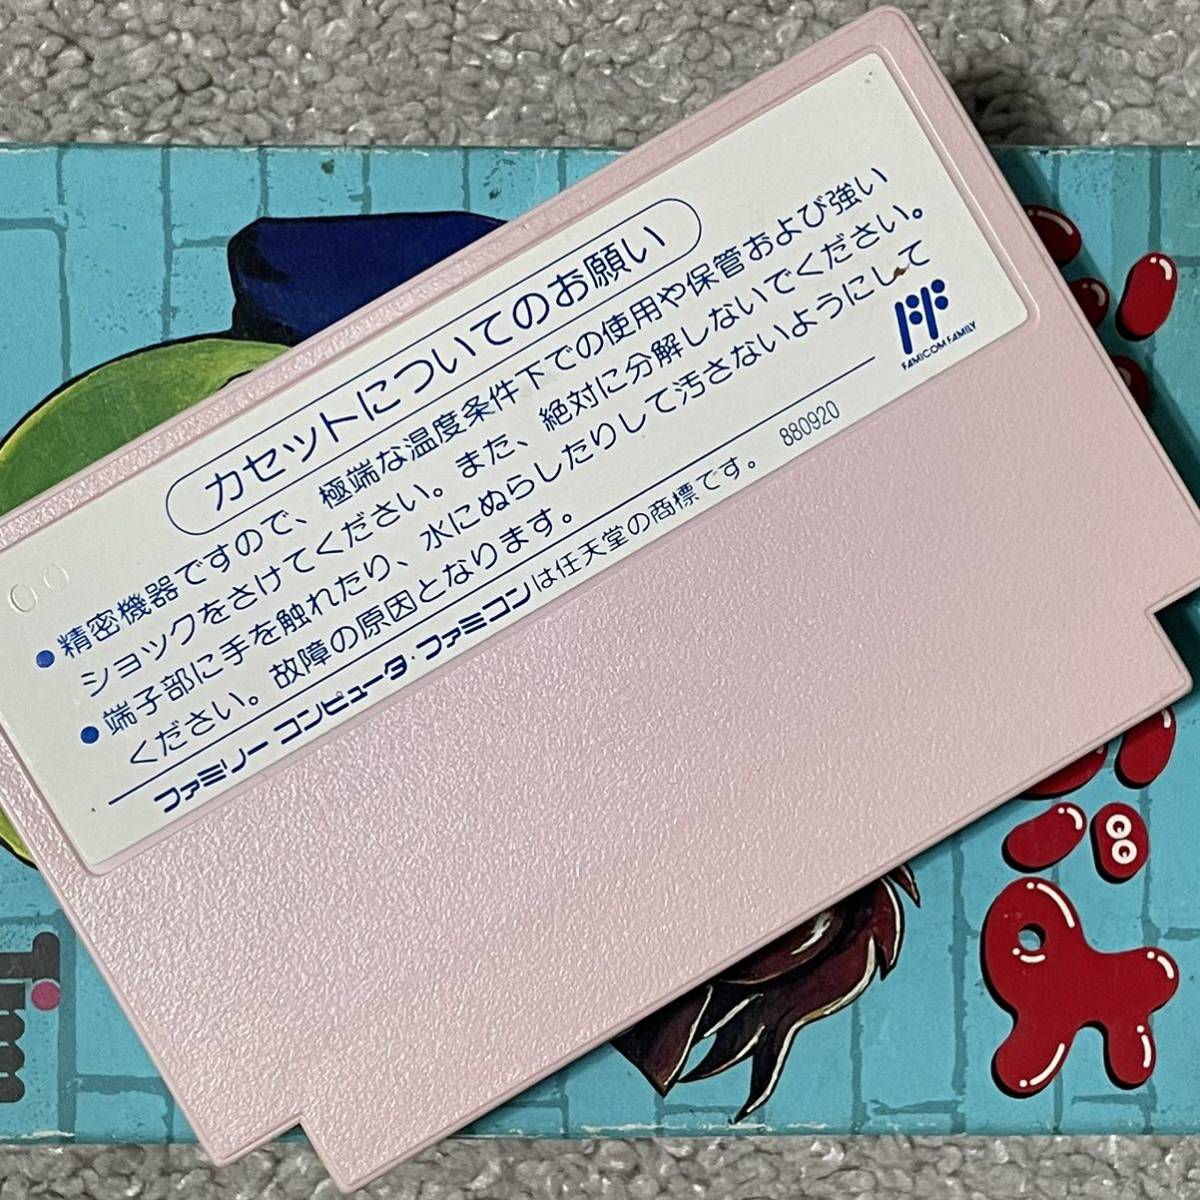 カセットについてのお願い
●精密機器ですので、極端な温度条件下での使用や保管および強い
ショックをさけてください。また、絶対に分解しないでください。
●端子部に手を触れたり、水にぬらしたりして汚さないようにして
ください。故障の原因となります。
ファミリー コンピュータ・ファミコンは任天堂の商標です。 880920
FAMICOM FAMILY